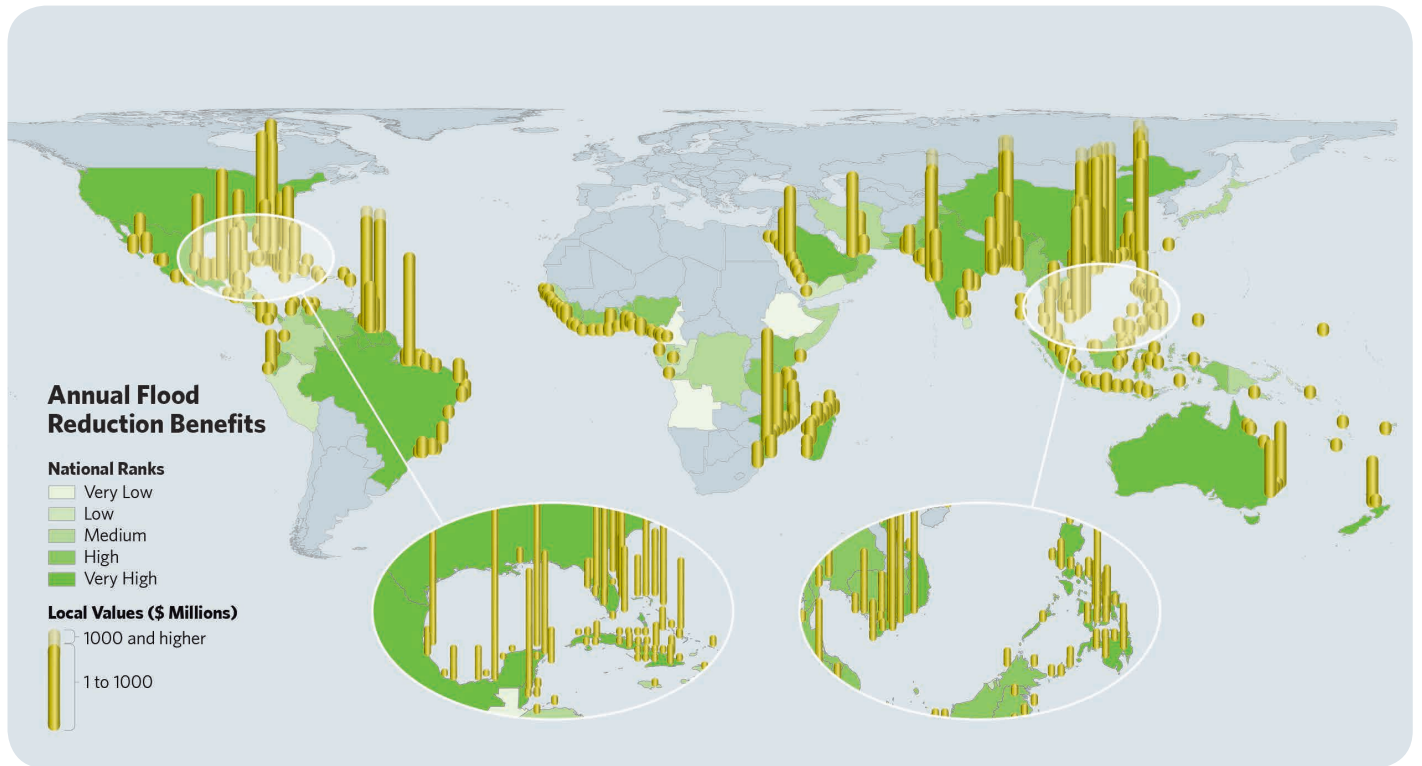 Annual Flood
Reduction Benefits
National Ranks
Very Low
Low
Medium
High
Very High
Local Values ($ Millions)
1000 and higher
1 to 1000